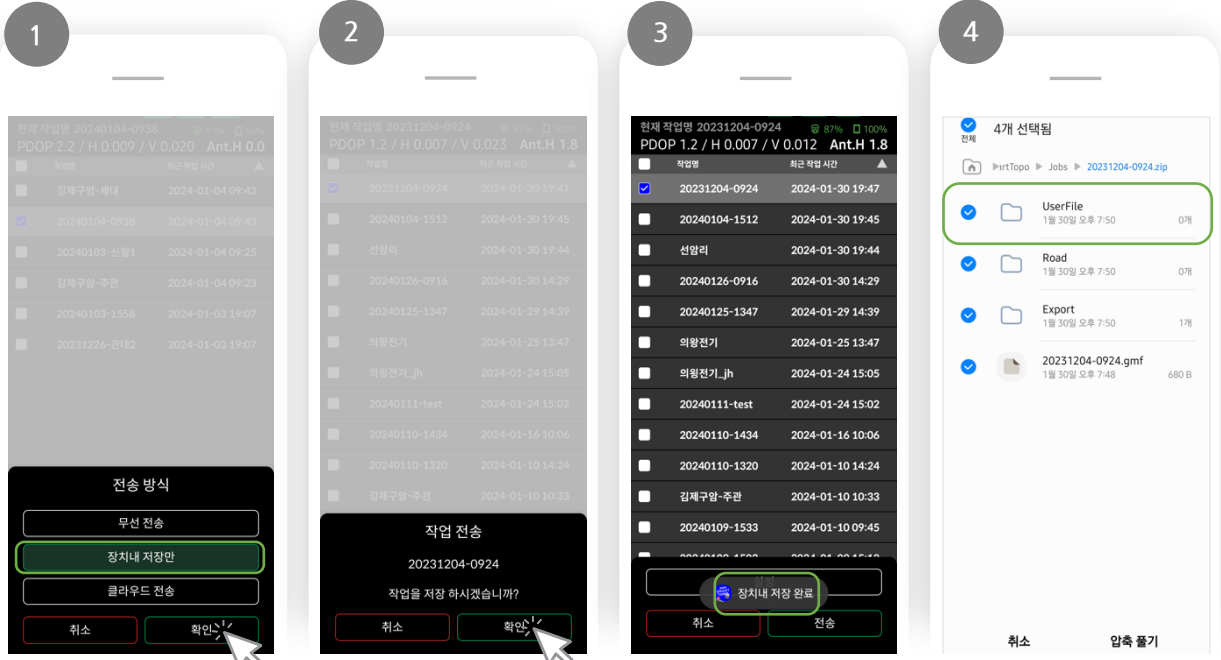 1
현재 작업명 20240104-0938 97% 96%
PDOP 2.2 / H 0.009 / V 0.020 Ant.H 0.0
작업명 최근 작업 시간
김제구암-세대 2024-01-04 09:43
20240104-0938 2024-01-04 09:43
20240103-신월1 2024-01-04 09:25
김제구암-주관 2024-01-04 09:23
20240103-1558 2024-01-03 19:07
20231226-관대2 2024-01-03 19:07
전송 방식
무선 전송
장치내 저장만
클라우드 전송
취소 확인
2
현재 작업명 20231204-0924 97% 100%
PDOP 1.2 / H 0.007 / V 0.023 Ant.H 1.8
작업명 최근 작업 시간
20231204-0924 2024-01-30 19:47
20240104-1512 2024-01-30 19:45
선암리 2024-01-30 19:44
20240126-0916 2024-01-30 14:29
20240125-1347 2024-01-29 14:39
의왕전기 2024-01-25 13:47
의왕전기_jh 2024-01-24 15:05
20240111-test 2024-01-24 15:02
20240110-1434 2024-01-16 10:06
20240110-1320 2024-01-10 14:24
김제구암-주관 2024-01-10 10:33
작업 전송
20231204-0924
작업을 저장 하시겠습니까?
취소 확인
3
현재 작업명 20231204-0924 87% 100%
PDOP 1.2 / H 0.007 / V 0.012 Ant.H 1.8
작업명 최근 작업 시간
20231204-0924 2024-01-30 19:47
20240104-1512 2024-01-30 19:45
선암리 2024-01-30 19:44
20240126-0916 2024-01-30 14:29
20240125-1347 2024-01-29 14:39
의왕전기 2024-01-25 13:47
의왕전기_jh 2024-01-24 15:05
20240111-test 2024-01-24 15:02
20240110-1434 2024-01-16 10:06
20240110-1320 2024-01-10 14:24
김제구암-주관 2024-01-10 10:33
20240109-1533 2024-01-10 09:45
설정
장치내 저장 완료
취소 전송
4
전체 4개 선택됨
rtTopo Jobs 20231204-0924.zip
UserFile
1월 30일 오후 7:50 0개
Road
1월 30일 오후 7:50 0개
Export
1월 30일 오후 7:50 1개
20231204-0924.gmf
1월 30일 오후 7:48 680 B
취소 압축 풀기